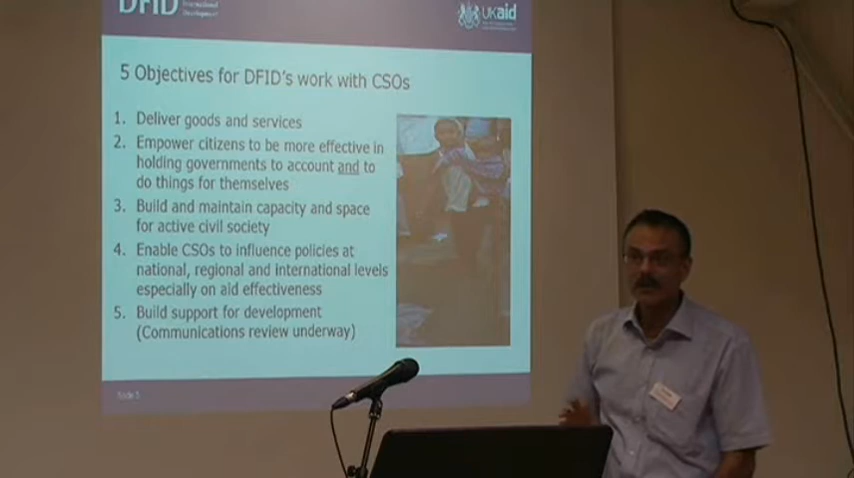 DFID
International
Development
UKaid
5 Objectives for DFID's work with CSOs
1. Deliver goods and services
2. Empower citizens to be more effective in
holding governments to account and to
do things for themselves
3. Build and maintain capacity and space
for active civil society
4. Enable CSOs to influence policies at
national, regional and international levels
especially on aid effectiveness
5. Build support for development
(Communications review underway)
Slide 5